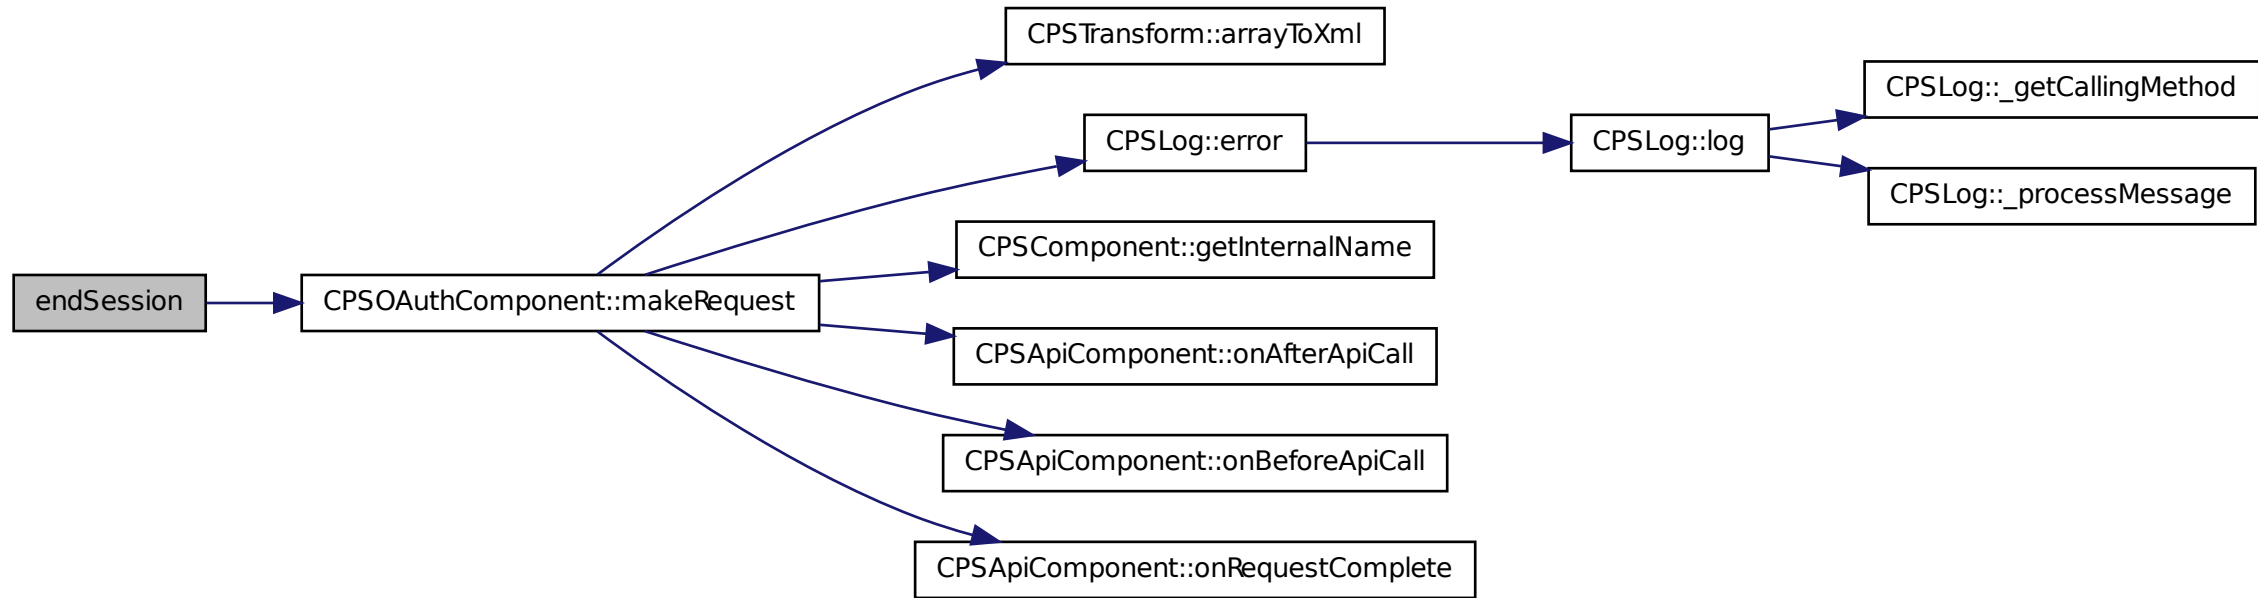 CPSTransform::arrayToXml
CPSLog::_getCallingMethod
CPSLog::error
CPSLog::log
CPSLog::_processMessage
CPSComponent::getInternalName
endSession
CPSOAuthComponent::makeRequest
CPSApiComponent::onAfterApiCall
CPSApiComponent::onBeforeApiCall
CPSApiComponent::onRequestComplete